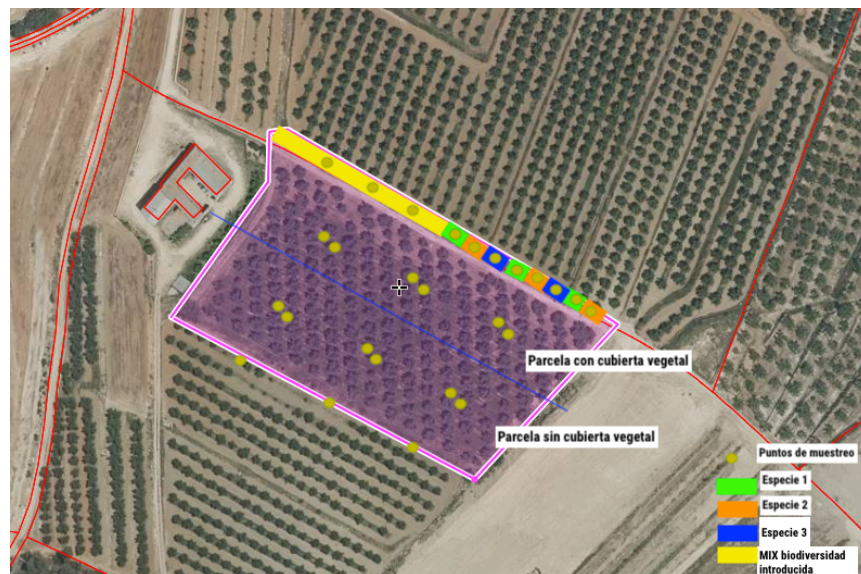 Parcela con cubierta vegetal
Parcela sin cubierta vegetal
Puntos de muestreo
Especie 1
Especie 2
Especie 3
MIX biodiversidad
introducida